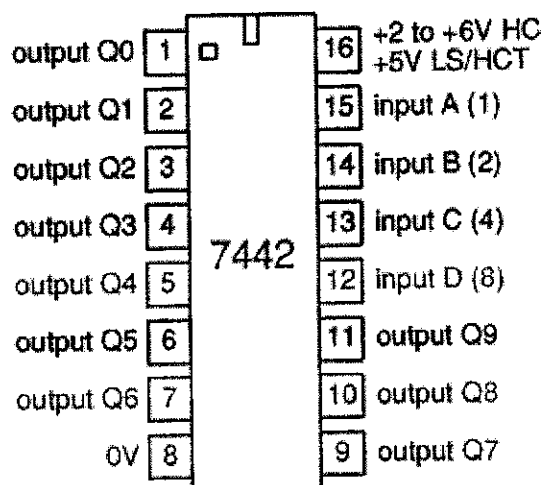 output Q0 1
output Q1 2
output Q2 3
output Q3 4
output Q4 5
output Q5 6
output Q6 7
0V 8
7442
16 +2 to +6V HC
+5V LS/HCT
15 input A (1)
14 input B (2)
13 input C (4)
12 input D (8)
11 output Q9
10 output Q8
9 output Q7